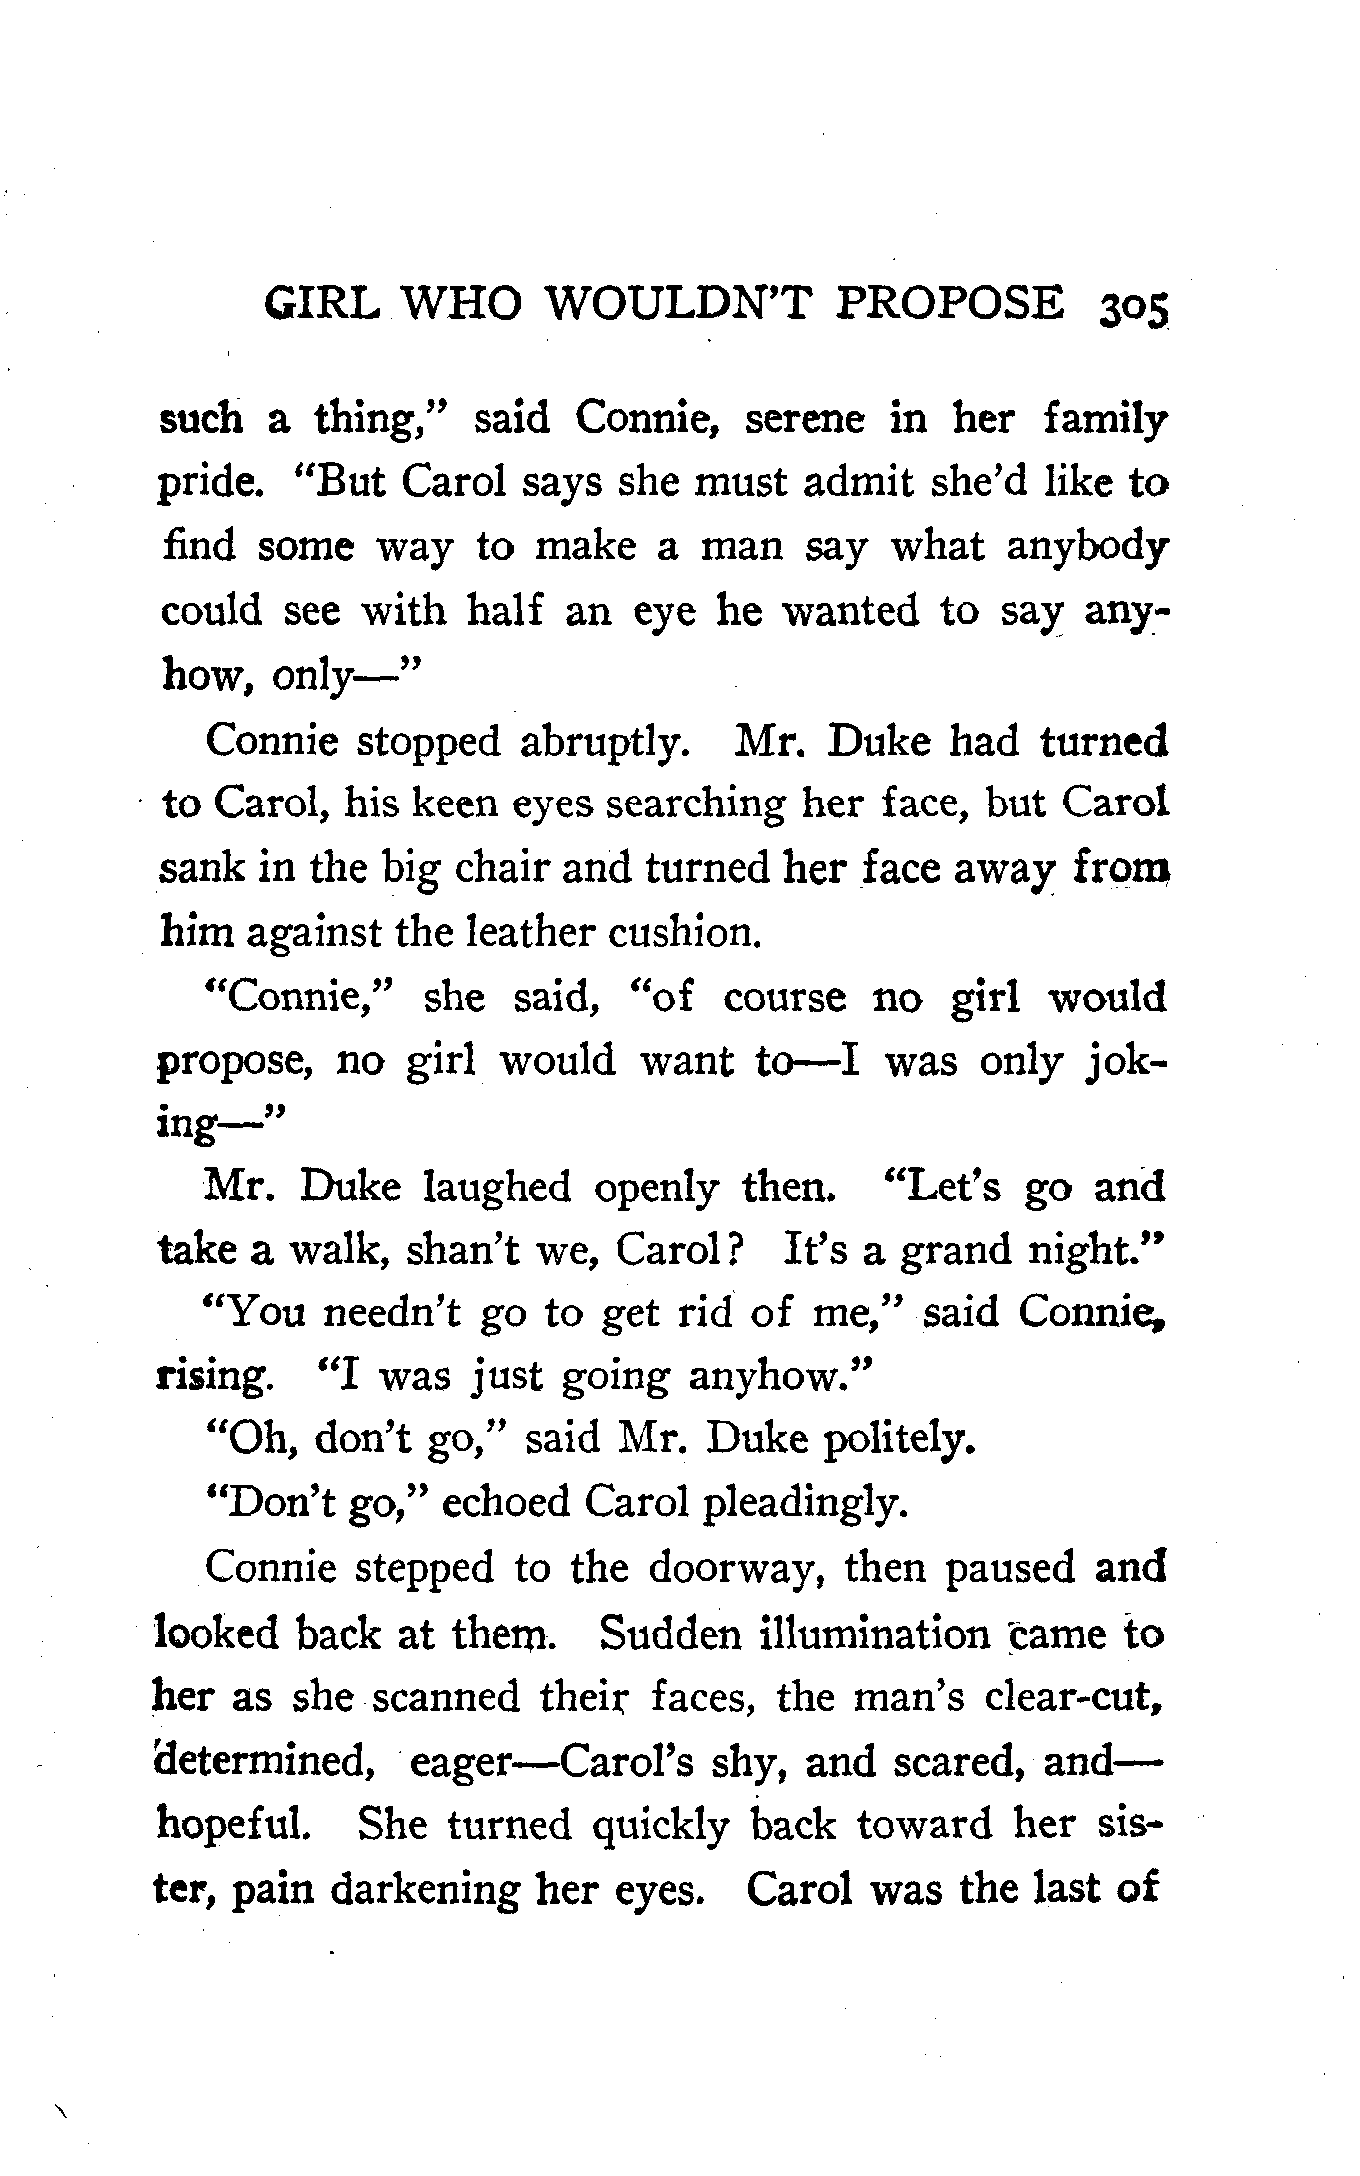 GIRL WHO WOULDN'T PROPOSE 305
such a thing," said Connie, serene in her family
pride. "But Carol says she must admit she'd like to
find some way to make a man say what anybody
could see with half an eye he wanted to say any-
how, only—"
Connie stopped abruptly. Mr. Duke had turned
to Carol, his keen eyes searching her face, but Carol
sank in the big chair and turned her face away from
him against the leather cushion.
"Connie," she said, "of course no girl would
propose, no girl would want to—I was only jok-
ing—"
Mr. Duke laughed openly then. "Let's go and
take a walk, shan't we, Carol? It's a grand night."
"You needn't go to get rid of me," said Connie,
rising. "I was just going anyhow."
"Oh, don't go," said Mr. Duke politely.
"Don't go," echoed Carol pleadingly.
Connie stepped to the doorway, then paused and
looked back at them. Sudden illumination came to
her as she scanned their faces, the man's clear-cut,
determined, eager—Carol's shy, and scared, and—
hopeful. She turned quickly back toward her sis-
ter, pain darkening her eyes. Carol was the last of